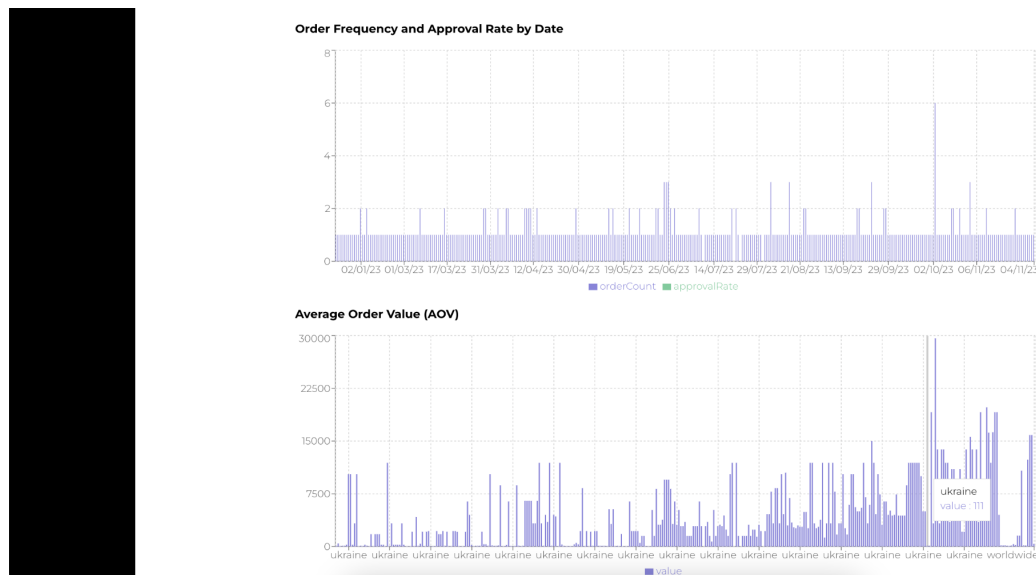 Order Frequency and Approval Rate by Date
8
6
4
2
0
02/01/23 01/03/23 17/03/23 31/03/23 12/04/23 30/04/23 19/05/23 25/06/23 14/07/23 29/07/23 21/08/23 13/09/23 29/09/23 02/10/23 06/11/23 04/11/23
orderCount approvalRate
Average Order Value (AOV)
30000
22500
15000
7500
ukraine
value : 111
0
ukraine ukraine ukraine ukraine ukraine ukraine ukraine ukraine ukraine ukraine ukraine ukraine ukraine ukraine ukraine ukraine worldwide
value